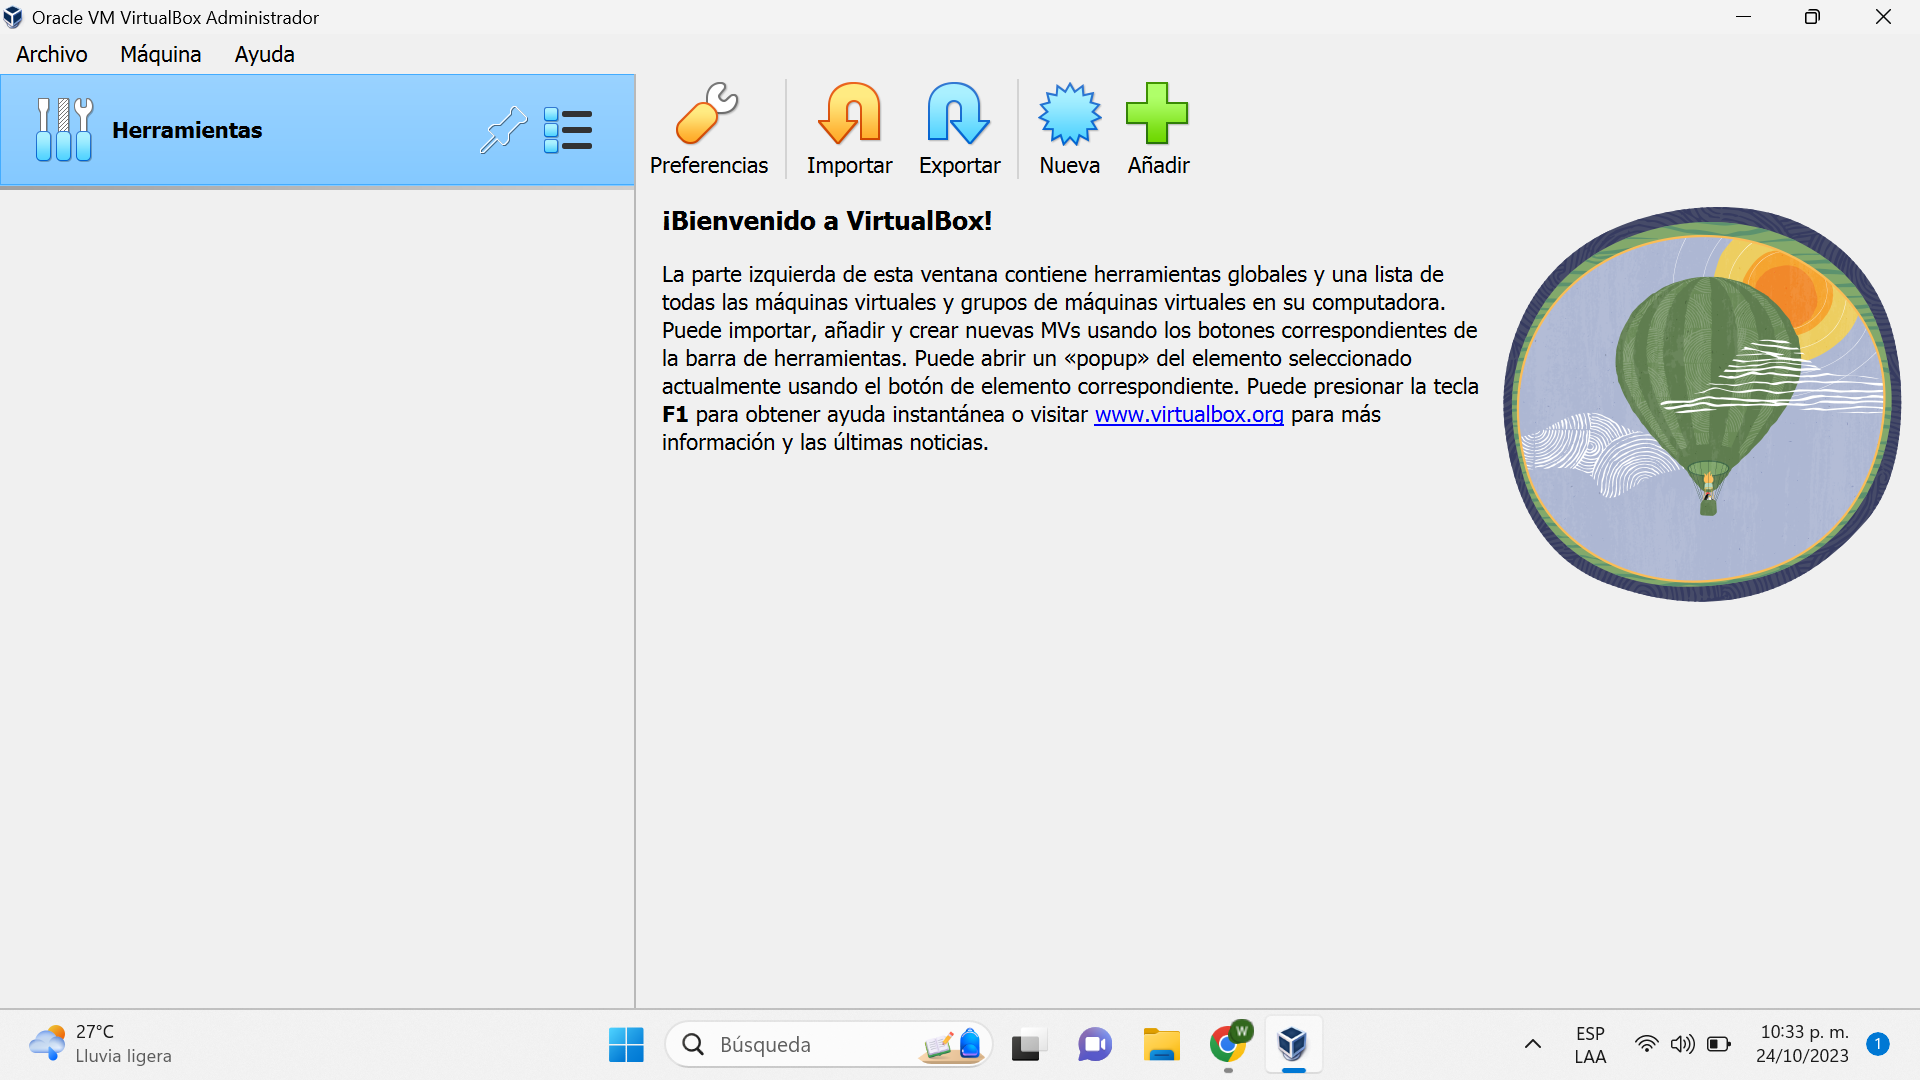 Oracle VM VirtualBox Administrador
Archivo Máquina Ayuda
Herramientas
Preferencias Importar Exportar Nueva Añadir
¡Bienvenido a VirtualBox!
La parte izquierda de esta ventana contiene herramientas globales y una lista de
todas las máquinas virtuales y grupos de máquinas virtuales en su computadora.
Puede importar, añadir y crear nuevas MVs usando los botones correspondientes de
la barra de herramientas. Puede abrir un «popup» del elemento seleccionado
actualmente usando el botón de elemento correspondiente. Puede presionar la tecla
F1 para obtener ayuda instantánea o visitar www.virtualbox.org para más
información y las últimas noticias.
27°C
Lluvia ligera
Búsqueda
W
ESP
LAA
10:33 p. m.
24/10/2023
1